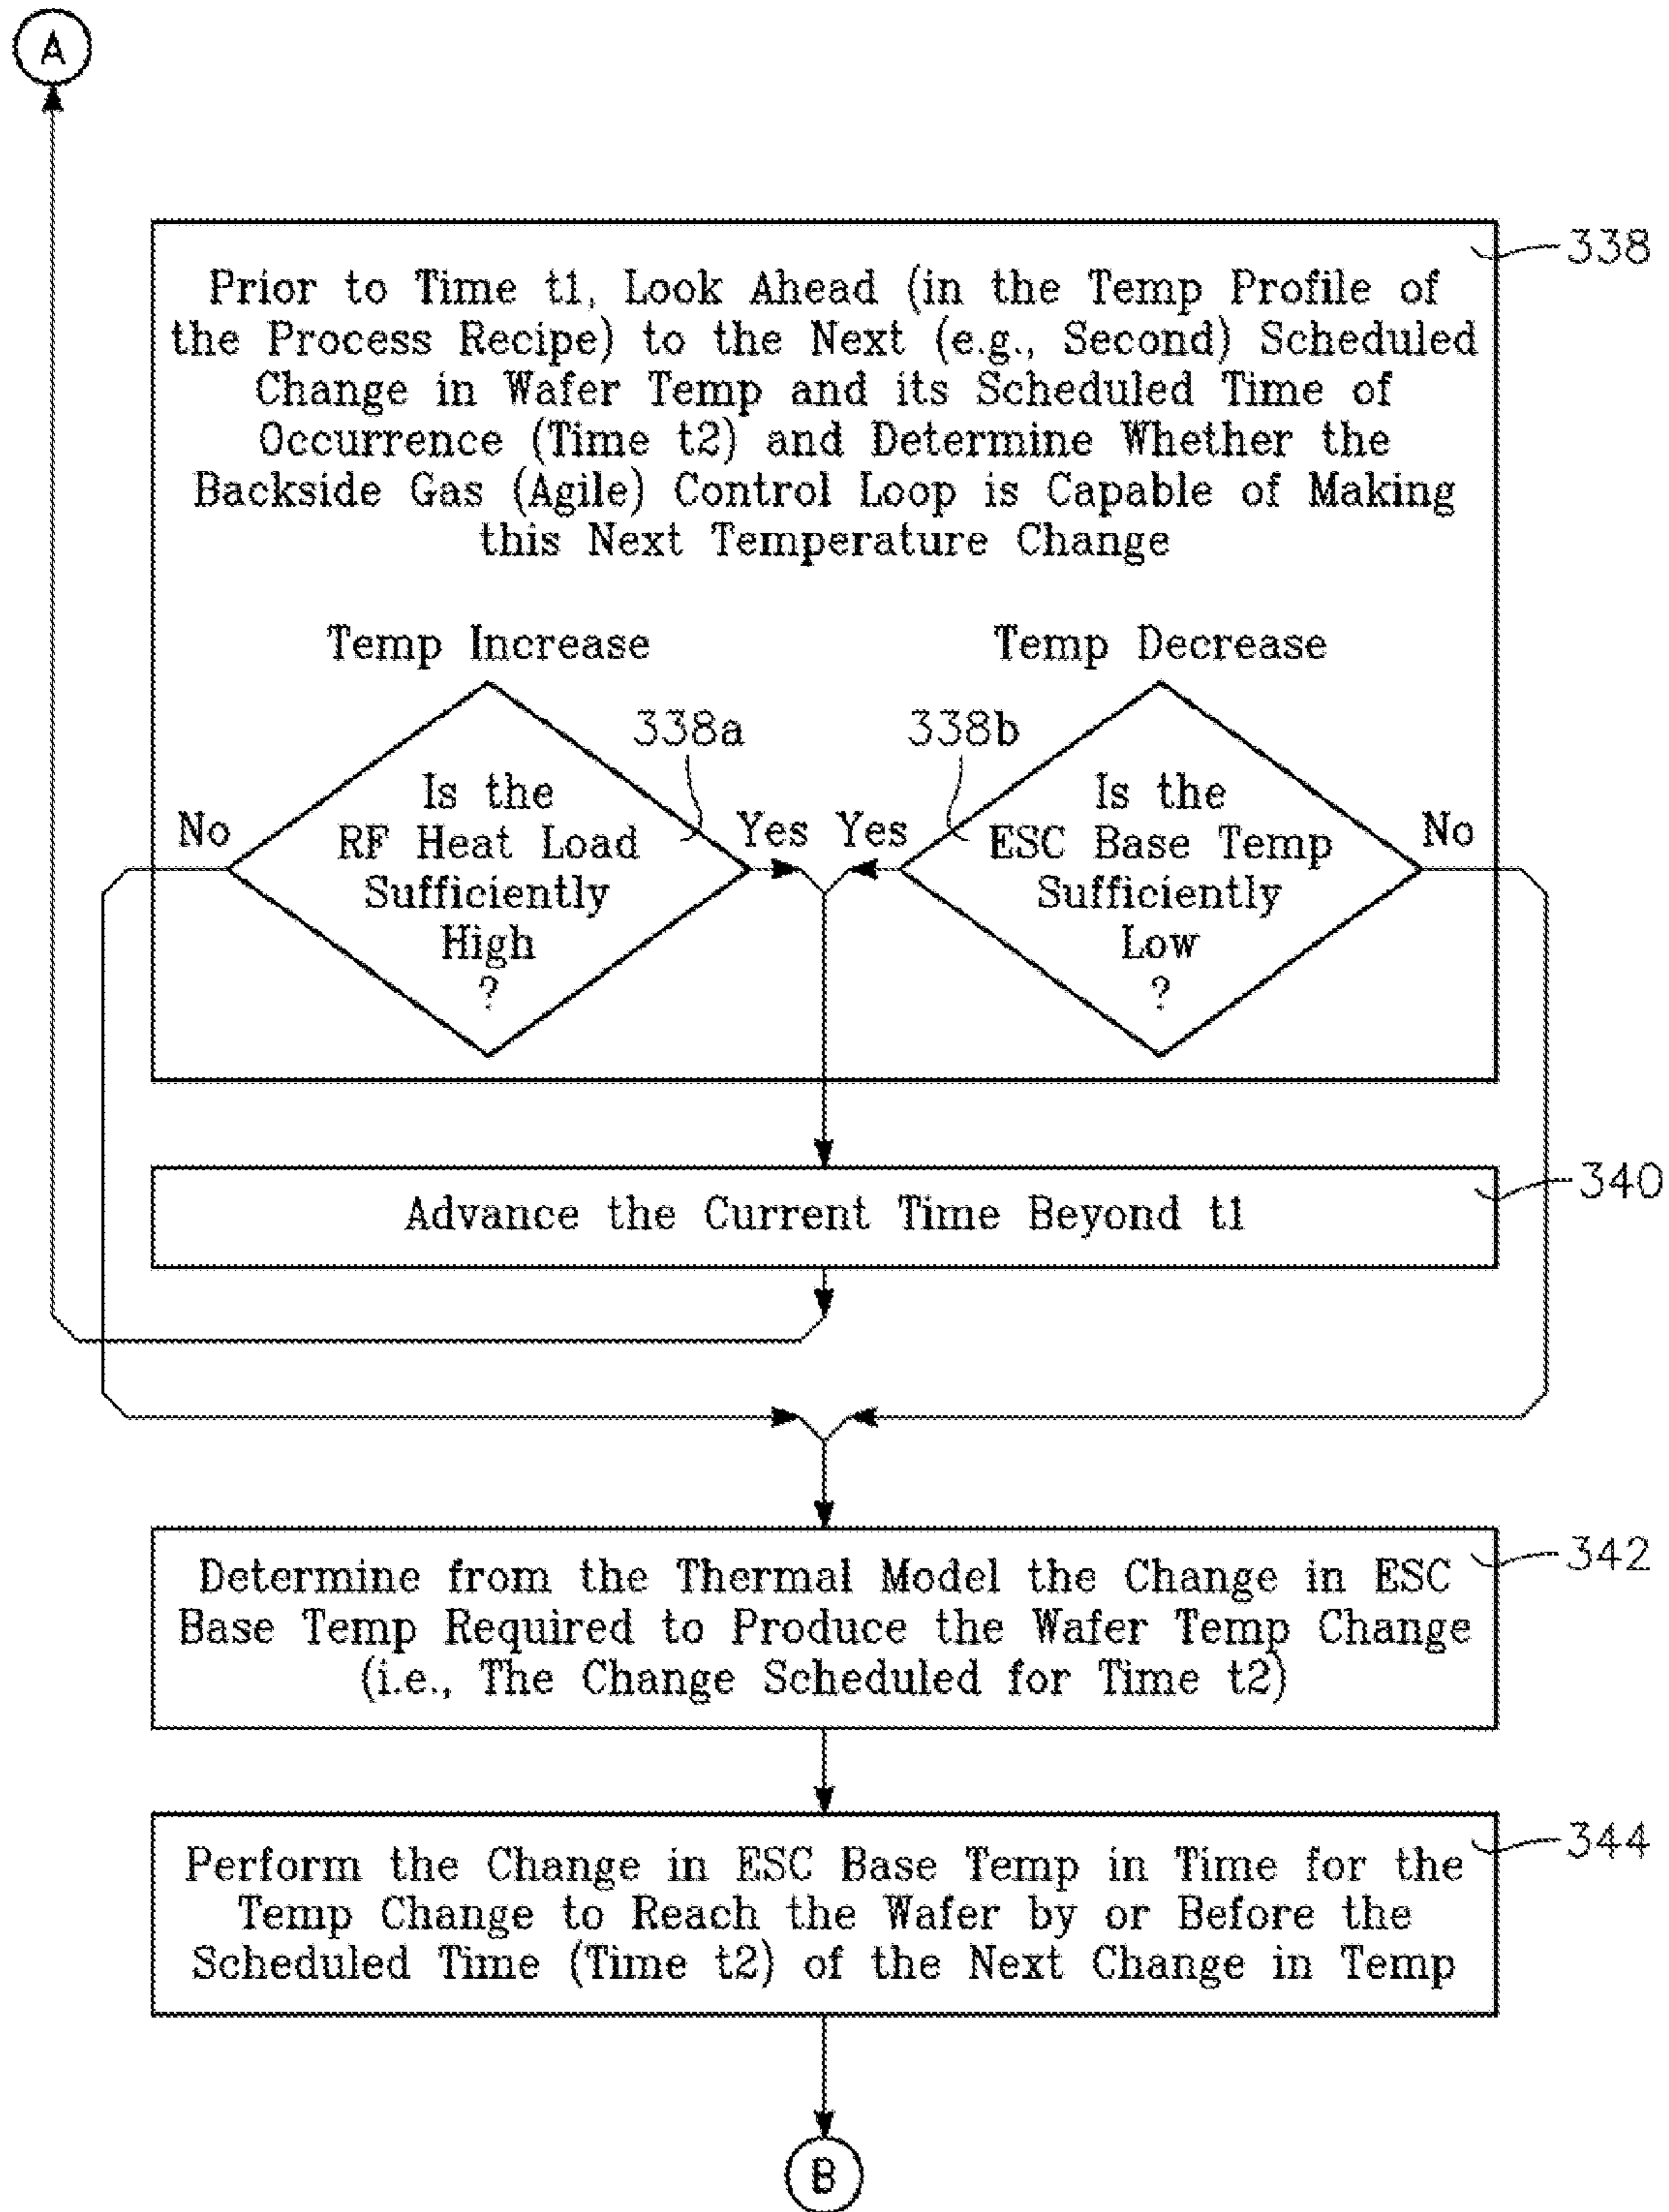 A
338
Prior to Time t1, Look Ahead (in the Temp Profile of
the Process Recipe) to the Next (e.g., Second) Scheduled
Change in Wafer Temp and its Scheduled Time of
Occurrence (Time t2) and Determine Whether the
Backside Gas (Agile) Control Loop is Capable of Making
this Next Temperature Change
Temp Increase
Temp Decrease
338a
338b
No
Is the
RF Heat Load
Sufficiently
High
?
Yes
Yes
Is the
ESC Base Temp
Sufficiently
Low
?
No
340
Advance the Current Time Beyond t1
342
Determine from the Thermal Model the Change in ESC
Base Temp Required to Produce the Wafer Temp Change
(i.e., The Change Scheduled for Time t2)
344
Perform the Change in ESC Base Temp in Time for the
Temp Change to Reach the Wafer by or Before the
Scheduled Time (Time t2) of the Next Change in Temp
B